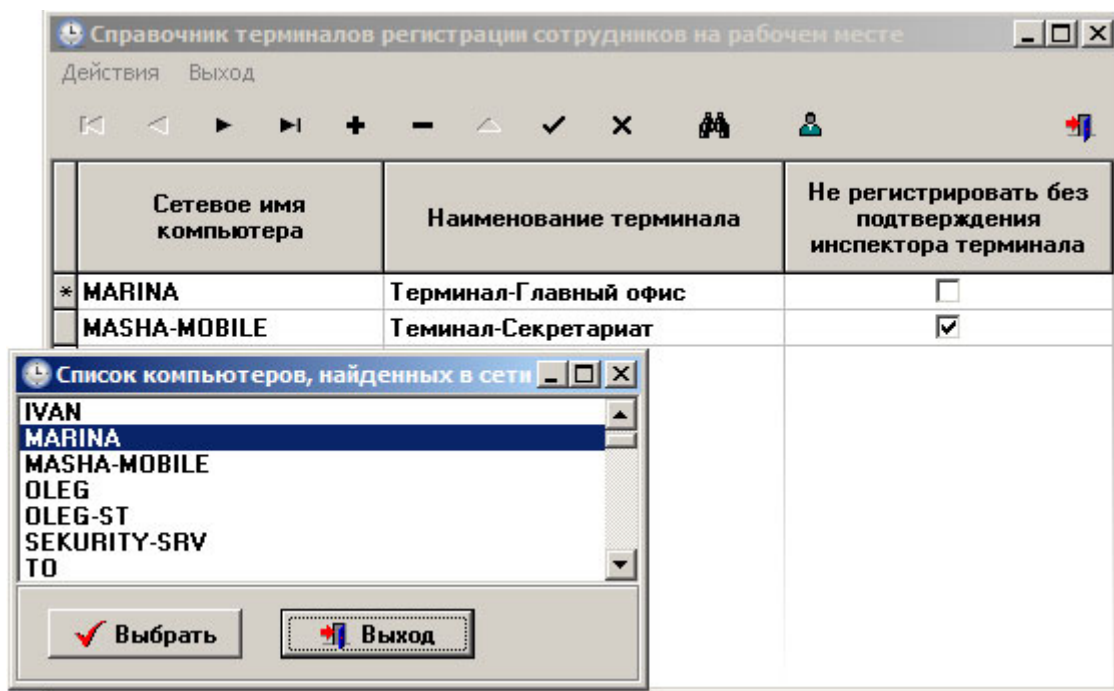 Справочник терминалов регистрации сотрудников на рабочем месте
Действия Выход
Сетевое имя
компьютера
Наименование терминала
Не регистрировать без
подтверждения
инспектора терминала
* MARINA Терминал-Главный офис
MASHA-MOBILE Теминал-Секретариат
Список компьютеров, найденных в сети
IVAN
MARINA
MASHA-MOBILE
OLEG
OLEG-ST
SEKURITY-SRV
TO
Выбрать Выход